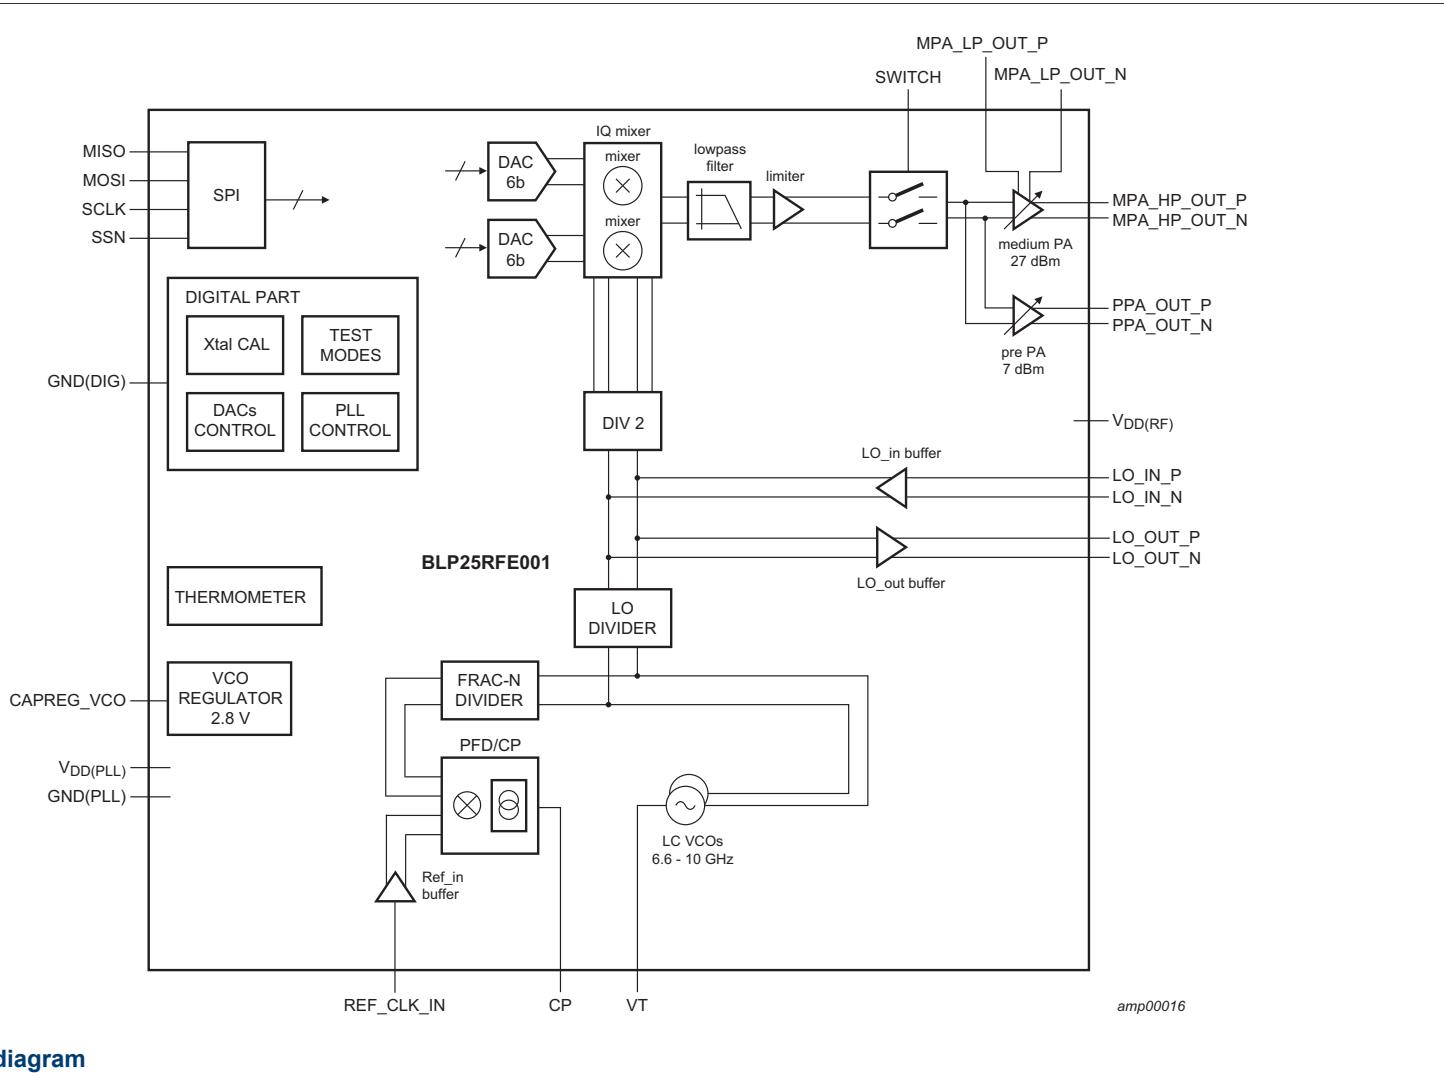 MPA_LP_OUT_P
SWITCH
MPA_LP_OUT_N
MISO
MOSI
SCLK
SSN
SPI
DAC
6b
DAC
6b
IQ mixer
mixer
mixer
lowpass
filter
limiter
MPA_HP_OUT_P
MPA_HP_OUT_N
medium PA
27 dBm
PPA_OUT_P
PPA_OUT_N
pre PA
7 dBm
DIGITAL PART
Xtal CAL
TEST
MODES
DACs
CONTROL
PLL
CONTROL
GND(DIG)
DIV 2
VDD(RF)
LO_in buffer
LO_IN_P
LO_IN_N
LO_OUT_P
LO_OUT_N
LO_out buffer
BLP25RFE001
THERMOMETER
LO
DIVIDER
VCO
REGULATOR
2.8 V
CAPREG_VCO
FRAC-N
DIVIDER
PFD/CP
VDD(PLL)
GND(PLL)
LC VCOs
6.6 - 10 GHz
Ref_in
buffer
REF_CLK_IN
CP
VT
amp00016
diagram